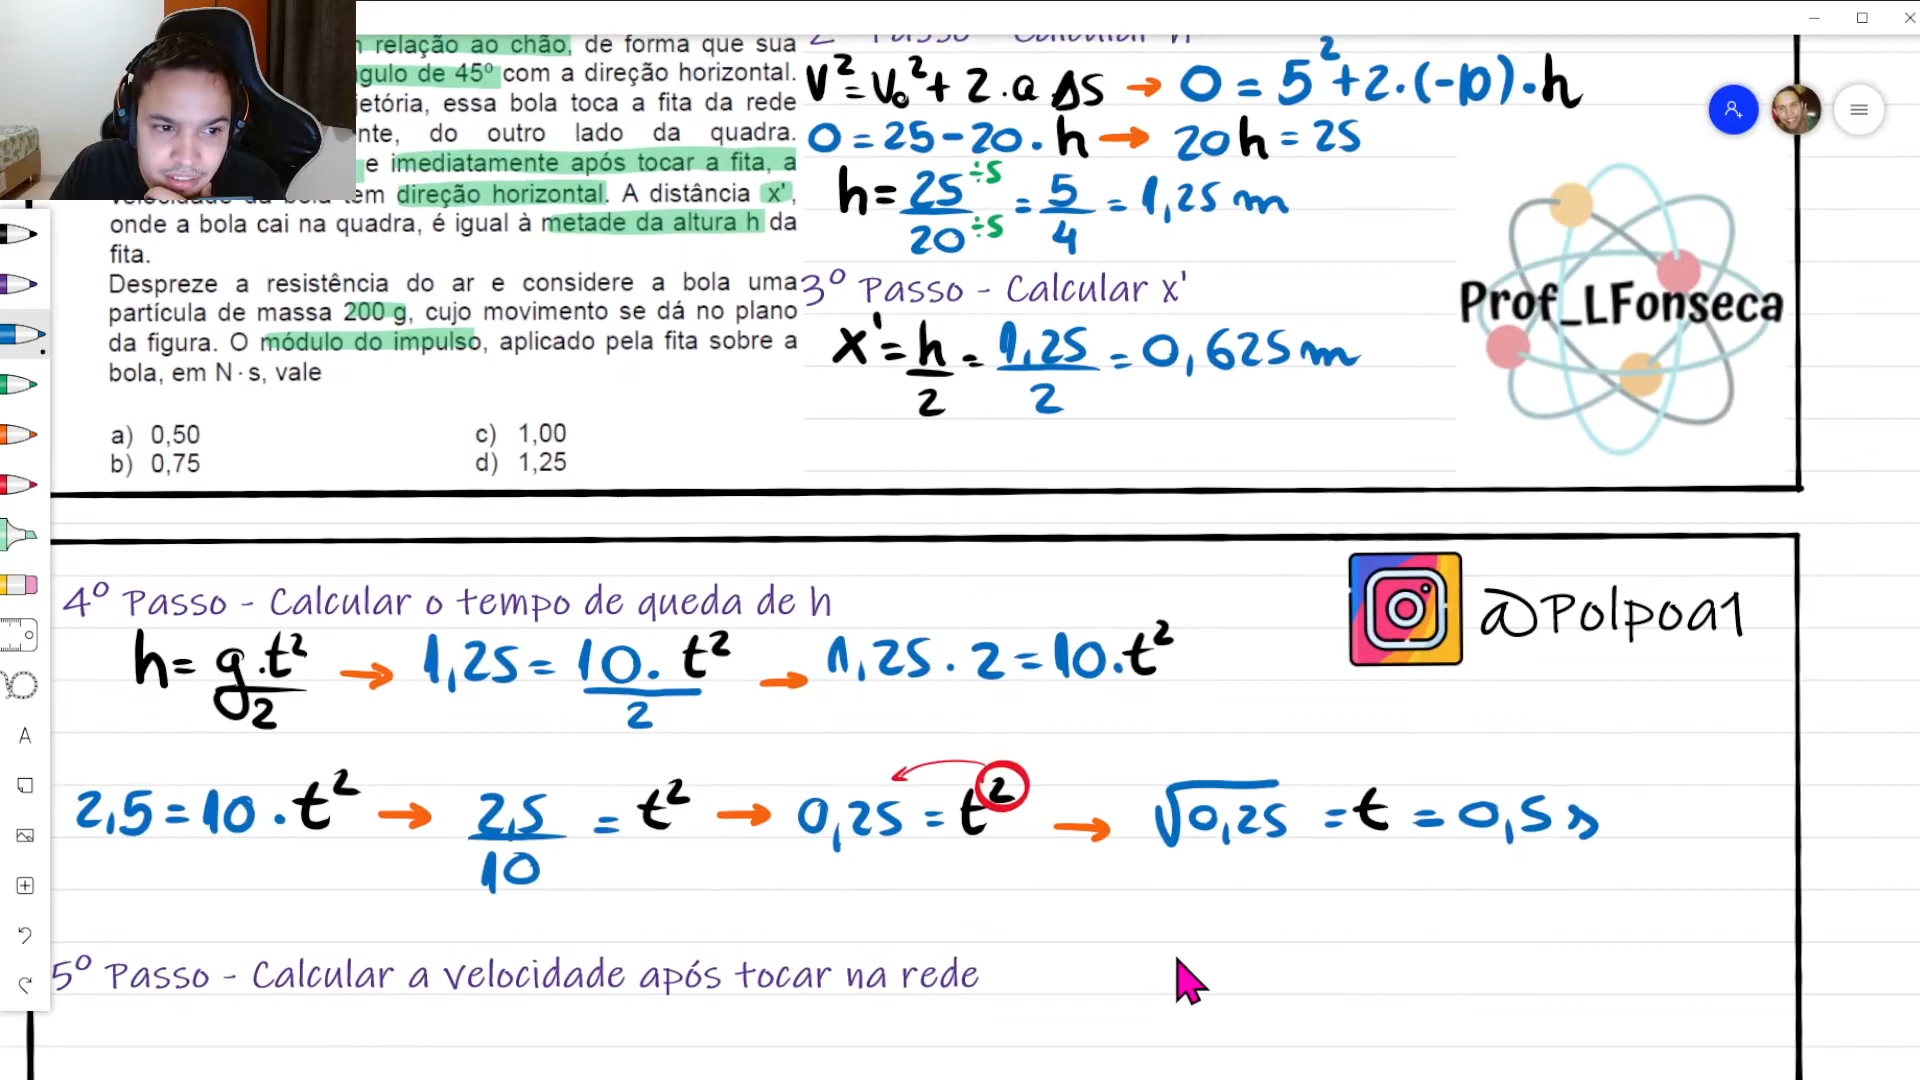 relação ao chão, de forma que sua
gulo de 45º com a direção horizontal.
jetória, essa bola toca a fita da rede
nte, do outro lado da quadra.
e imediatamente após tocar a fita, a
tem direção horizontal. A distância x',
onde a bola cai na quadra, é igual à metade da altura h da
fita.
Despreze a resistência do ar e considere a bola uma
partícula de massa 200 g, cujo movimento se dá no plano
da figura. O módulo do impulso, aplicado pela fita sobre a
bola, em N · s, vale
a) 0,50
b) 0,75
c) 1,00
d) 1,25
2º Passo - Calcular h
V² = V₀² + 2.a ΔS → 0 = 5² + 2.(-10).h
0 = 25 - 20 . h → 20 h = 25
h = 25/20 ÷5 ÷5 = 5/4 = 1,25 m
3º Passo - Calcular x'
x' = h/2 = 1,25/2 = 0,625 m
Prof_LFonseca
4º Passo - Calcular o tempo de queda de h
@Polpoa1
h = g.t²/2 → 1,25 = 10. t²/2 → 1,25 . 2 = 10.t²
2,5 = 10 . t² → 2,5/10 = t² → 0,25 = t² → √0,25 = t = 0,5 s
5º Passo - Calcular a velocidade após tocar na rede